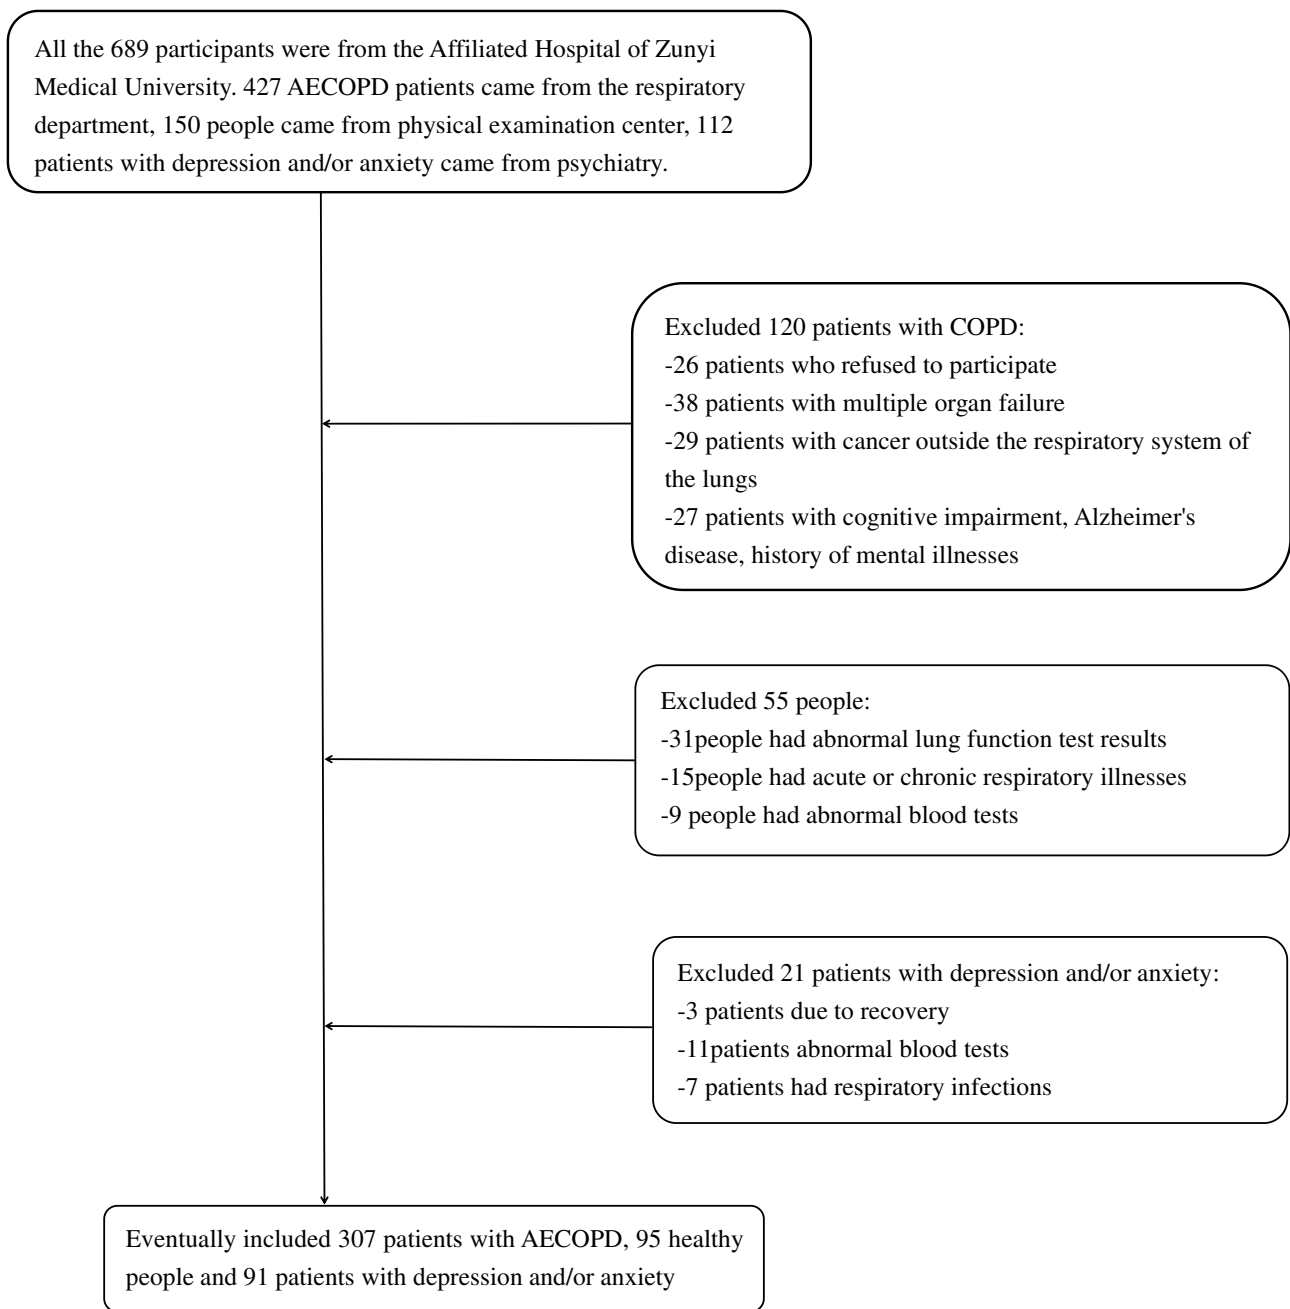 All the 689 participants were from the Affiliated Hospital of Zunyi
Medical University. 427 AECOPD patients came from the respiratory
department, 150 people came from physical examination center, 112
patients with depression and/or anxiety came from psychiatry.
Excluded 120 patients with COPD:
-26 patients who refused to participate
-38 patients with multiple organ failure
-29 patients with cancer outside the respiratory system of
the lungs
-27 patients with cognitive impairment, Alzheimer's
disease, history of mental illnesses
Excluded 55 people:
-31people had abnormal lung function test results
-15people had acute or chronic respiratory illnesses
-9 people had abnormal blood tests
Excluded 21 patients with depression and/or anxiety:
-3 patients due to recovery
-11patients abnormal blood tests
-7 patients had respiratory infections
Eventually included 307 patients with AECOPD, 95 healthy
people and 91 patients with depression and/or anxiety